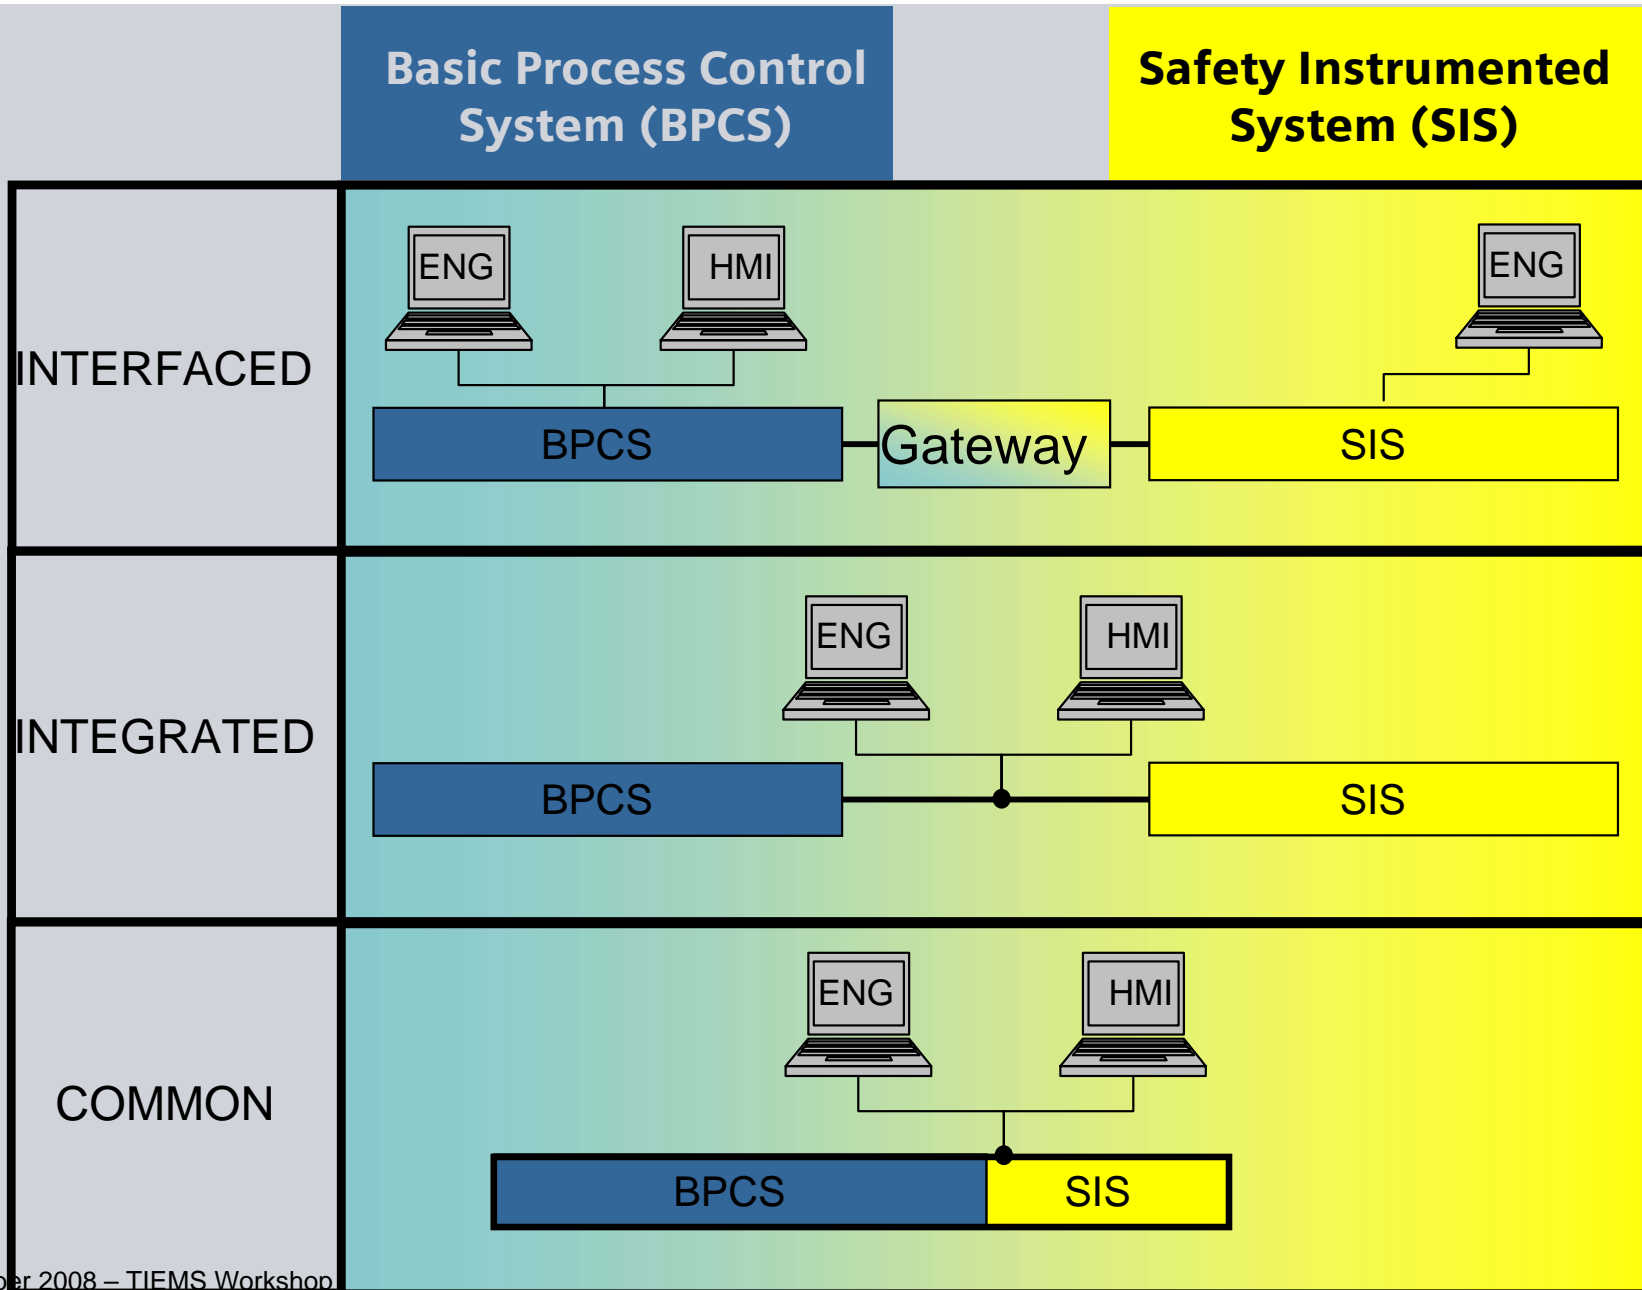 Basic Process Control
System (BPCS)
Safety Instrumented
System (SIS)
INTERFACED
ENG
HMI
ENG
BPCS
Gateway
SIS
INTEGRATED
ENG
HMI
BPCS
SIS
COMMON
ENG
HMI
BPCS
SIS
2008 – TIEMS Workshop